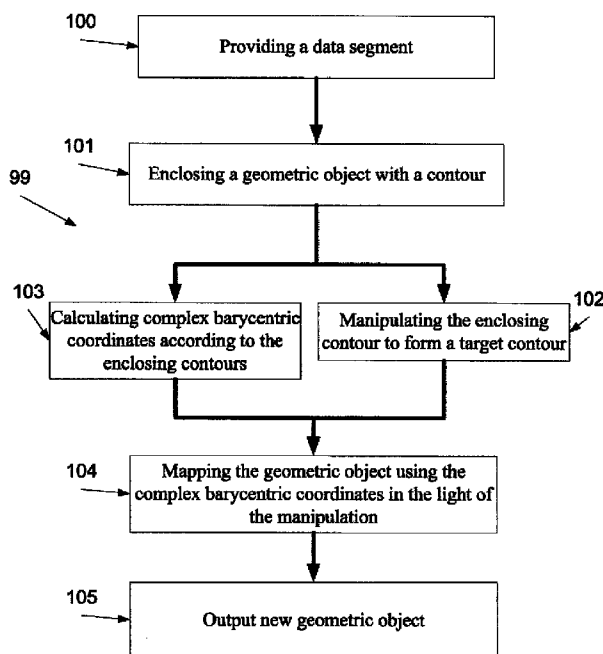 100
Providing a data segment
101
Enclosing a geometric object with a contour
99
103
Calculating complex barycentric
coordinates according to the
enclosing contours
102
Manipulating the enclosing
contour to form a target contour
104
Mapping the geometric object using the
complex barycentric coordinates in the light of
the manipulation
105
Output new geometric object